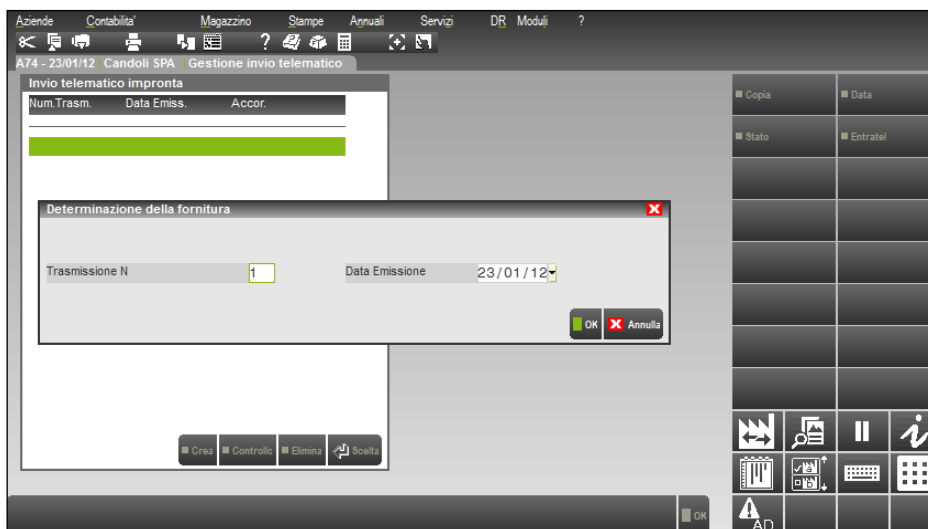 Aziende Contabilita' Magazzino Stampe Annuali Servizi DR Moduli ?
A74 - 23/01/12 Candoli SPA Gestione invio telematico
Invio telematico impronta
Num.Trasm. Data Emiss. Accor.
Copia Data
Stato Entratel
Determinazione della fornitura
Trasmissione N 1 Data Emissione 23/01/12
OK Annulla
Crea Controllo Elimina Scelta
OK
AD